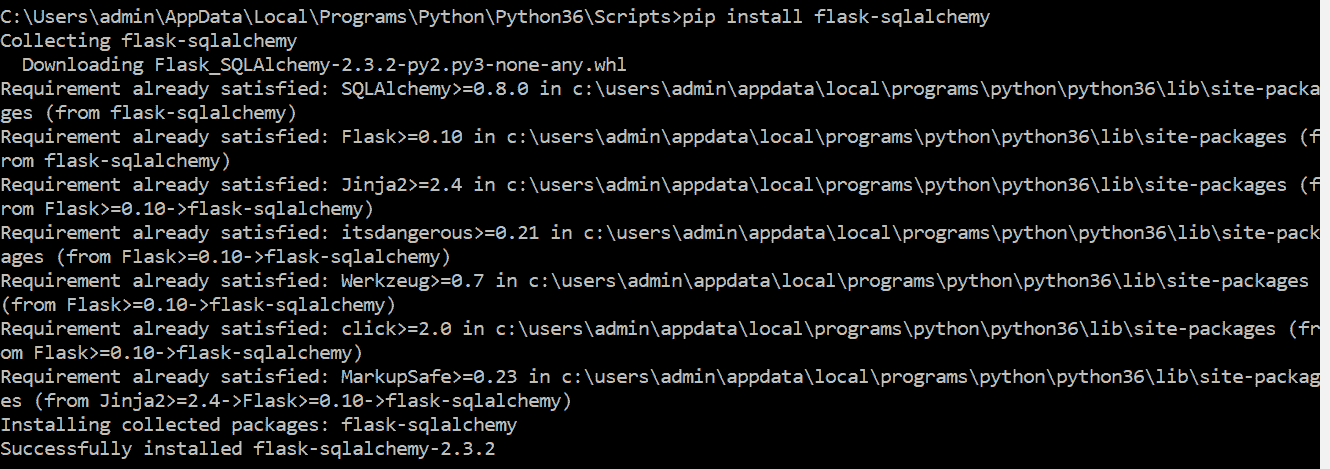 C:\Users\admin\AppData\Local\Programs\Python\Python36\Scripts>pip install flask-sqlalchemy
Collecting flask-sqlalchemy
  Downloading Flask_SQLAlchemy-2.3.2-py2.py3-none-any.whl
Requirement already satisfied: SQLAlchemy>=0.8.0 in c:\users\admin\appdata\local\programs\python\python36\lib\site-packa
ges (from flask-sqlalchemy)
Requirement already satisfied: Flask>=0.10 in c:\users\admin\appdata\local\programs\python\python36\lib\site-packages (f
rom flask-sqlalchemy)
Requirement already satisfied: Jinja2>=2.4 in c:\users\admin\appdata\local\programs\python\python36\lib\site-packages (f
rom Flask>=0.10->flask-sqlalchemy)
Requirement already satisfied: itsdangerous>=0.21 in c:\users\admin\appdata\local\programs\python\python36\lib\site-pack
ages (from Flask>=0.10->flask-sqlalchemy)
Requirement already satisfied: Werkzeug>=0.7 in c:\users\admin\appdata\local\programs\python\python36\lib\site-packages
(from Flask>=0.10->flask-sqlalchemy)
Requirement already satisfied: click>=2.0 in c:\users\admin\appdata\local\programs\python\python36\lib\site-packages (fr
om Flask>=0.10->flask-sqlalchemy)
Requirement already satisfied: MarkupSafe>=0.23 in c:\users\admin\appdata\local\programs\python\python36\lib\site-packag
es (from Jinja2>=2.4->Flask>=0.10->flask-sqlalchemy)
Installing collected packages: flask-sqlalchemy
Successfully installed flask-sqlalchemy-2.3.2